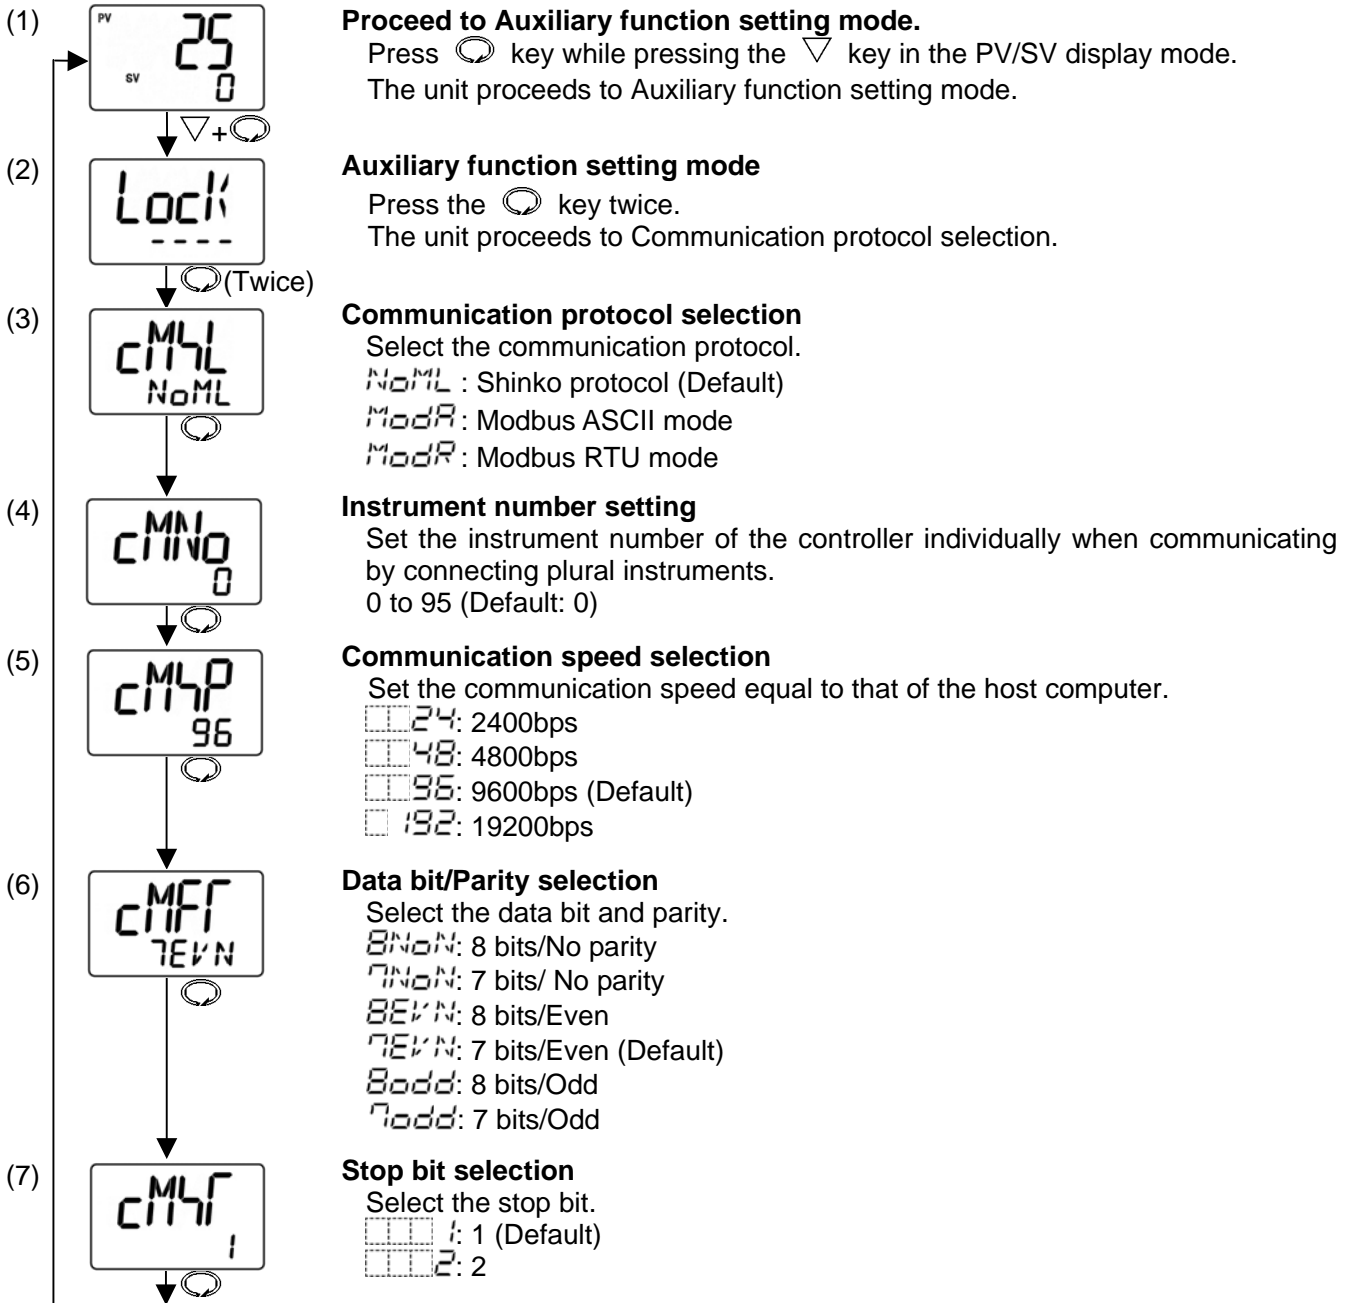 (1)
PV
25
SV
0
Proceed to Auxiliary function setting mode.
Press key while pressing the ▽ key in the PV/SV display mode.
The unit proceeds to Auxiliary function setting mode.
▽+
(2)
Lock
----
Auxiliary function setting mode
Press the key twice.
The unit proceeds to Communication protocol selection.
(Twice)
(3)
cM4L
NoML
Communication protocol selection
Select the communication protocol.
NoML : Shinko protocol (Default)
ModA : Modbus ASCII mode
ModR : Modbus RTU mode
(4)
cMNo
0
Instrument number setting
Set the instrument number of the controller individually when communicating
by connecting plural instruments.
0 to 95 (Default: 0)
(5)
cM4P
96
Communication speed selection
Set the communication speed equal to that of the host computer.
24: 2400bps
48: 4800bps
96: 9600bps (Default)
192: 19200bps
(6)
cMFT
7EVN
Data bit/Parity selection
Select the data bit and parity.
8NoN: 8 bits/No parity
7NoN: 7 bits/ No parity
8EVN: 8 bits/Even
7EVN: 7 bits/Even (Default)
8odd: 8 bits/Odd
7odd: 7 bits/Odd
(7)
cM4T
1
Stop bit selection
Select the stop bit.
1: 1 (Default)
2: 2